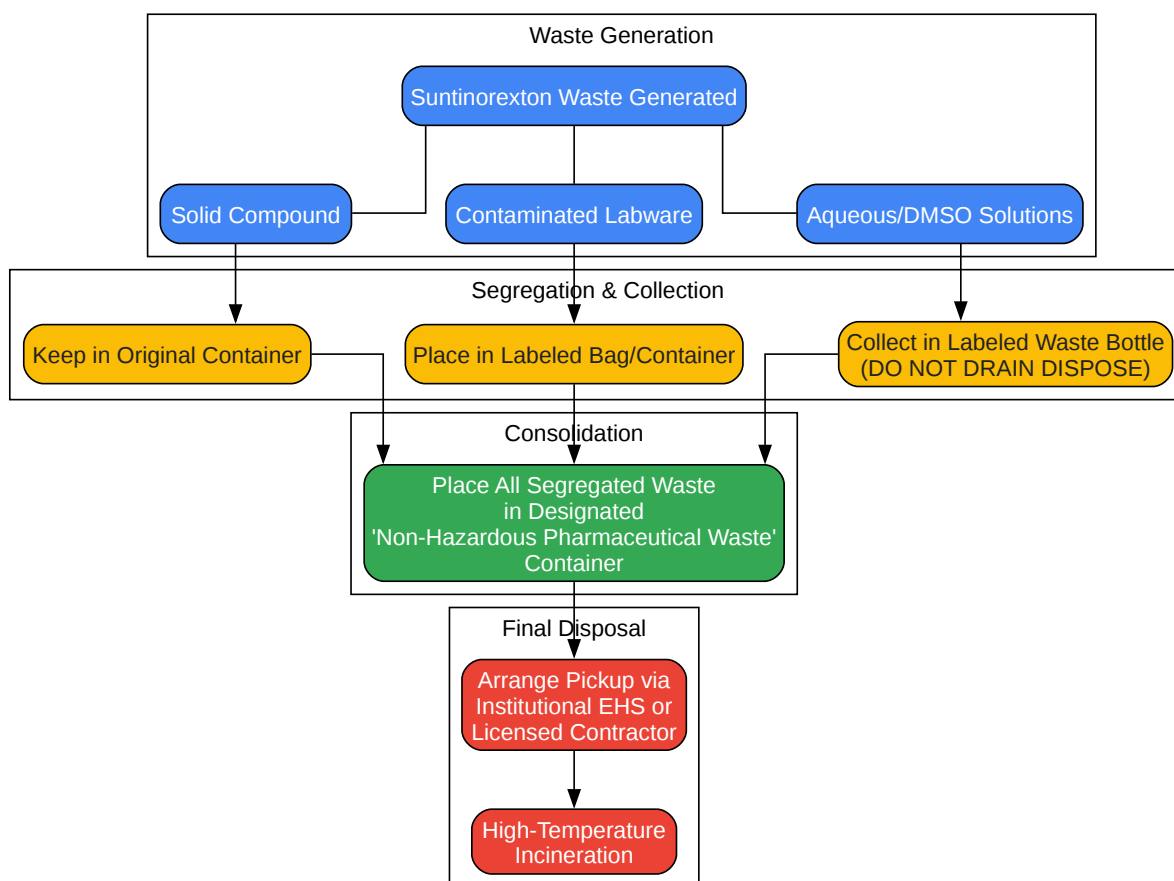 Waste Generation
Suntinorexton Waste Generated
Solid Compound
Contaminated Labware
Aqueous/DMSO Solutions
Segregation & Collection
Keep in Original Container
Place in Labeled Bag/Container
Collect in Labeled Waste Bottle
(DO NOT DRAIN DISPOSE)
Consolidation
Place All Segregated Waste
in Designated
'Non-Hazardous Pharmaceutical Waste'
Container
Final Disposal
Arrange Pickup via
Institutional EHS or
Licensed Contractor
High-Temperature
Incineration